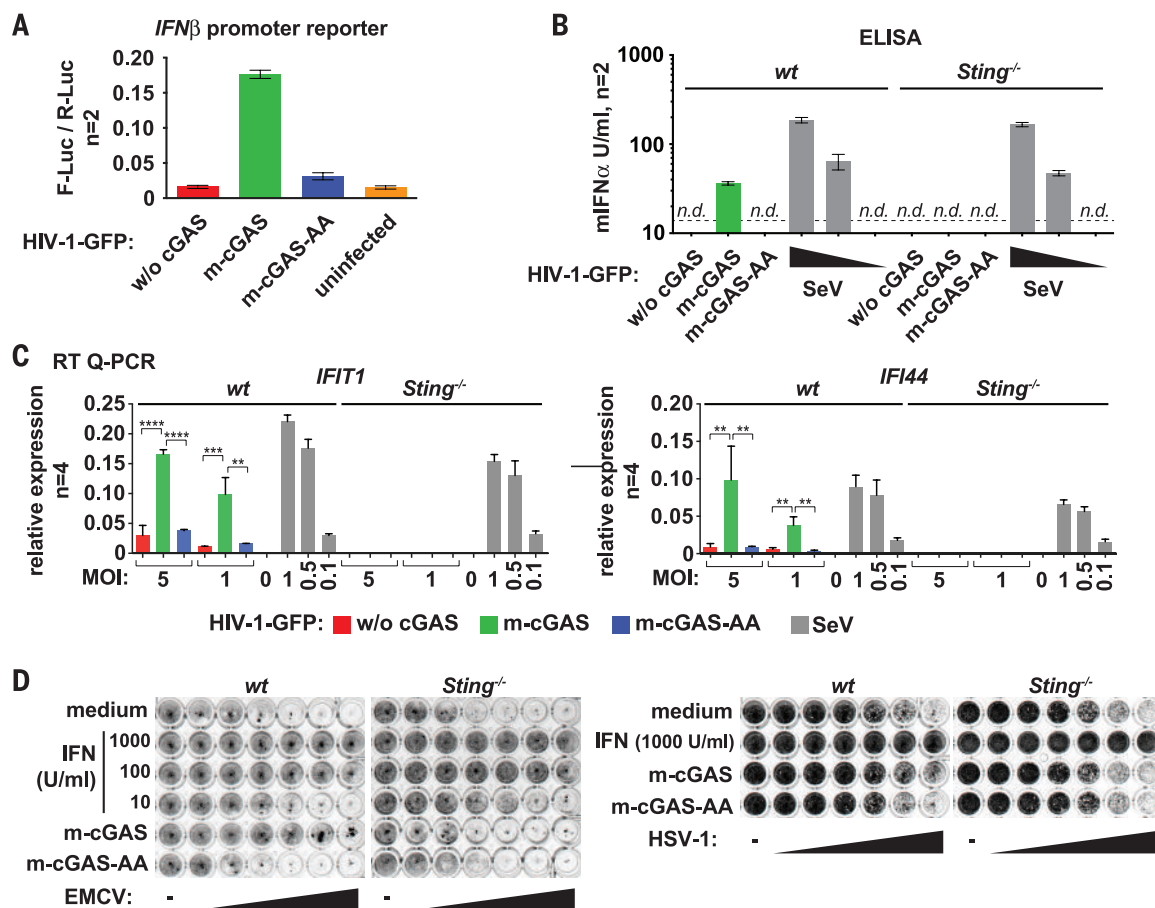 A
IFNβ promoter reporter
F-Luc / R-Luc
n=2
0.20
0.15
0.10
0.05
0
HIV-1-GFP:
w/o cGAS
m-cGAS
m-cGAS-AA
uninfected
B
ELISA
wt
Sting-/-
mIFNα U/ml, n=2
1000
100
10
n.d.
n.d.
n.d.
n.d.
n.d.
n.d.
n.d.
HIV-1-GFP:
w/o cGAS
m-cGAS
m-cGAS-AA
SeV
w/o cGAS
m-cGAS
m-cGAS-AA
SeV
C
RT Q-PCR
IFIT1
wt
Sting-/-
relative expression
n=4
0.25
0.20
0.15
0.10
0.05
0
****
****
***
**
MOI:
5
1
0
1
0.5
0.1
5
1
0
1
0.5
0.1
IFI44
wt
Sting-/-
relative expression
n=4
0.25
0.20
0.15
0.10
0.05
0
**
**
**
**
MOI:
5
1
0
1
0.5
0.1
5
1
0
1
0.5
0.1
HIV-1-GFP: w/o cGAS m-cGAS m-cGAS-AA SeV
D
wt
Sting-/-
medium
IFN
(U/ml)
1000
100
10
m-cGAS
m-cGAS-AA
EMCV:
-
-
wt
Sting-/-
medium
IFN (1000 U/ml)
m-cGAS
m-cGAS-AA
HSV-1:
-
-